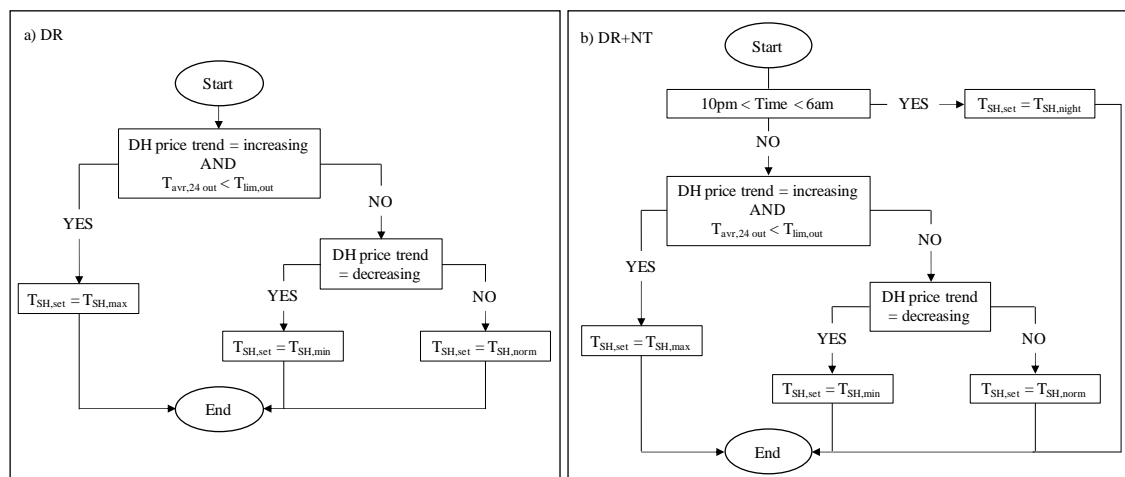 a) DR
Start
DH price trend = increasing
AND
T_avr,24 out < T_lim,out
YES
NO
DH price trend
= decreasing
YES
NO
T_SH,set = T_SH,max
T_SH,set = T_SH,min
T_SH,set = T_SH,norm
End
b) DR+NT
Start
10pm < Time < 6am
YES
T_SH,set = T_SH,night
NO
DH price trend = increasing
AND
T_avr,24 out < T_lim,out
YES
NO
DH price trend
= decreasing
YES
NO
T_SH,set = T_SH,max
T_SH,set = T_SH,min
T_SH,set = T_SH,norm
End